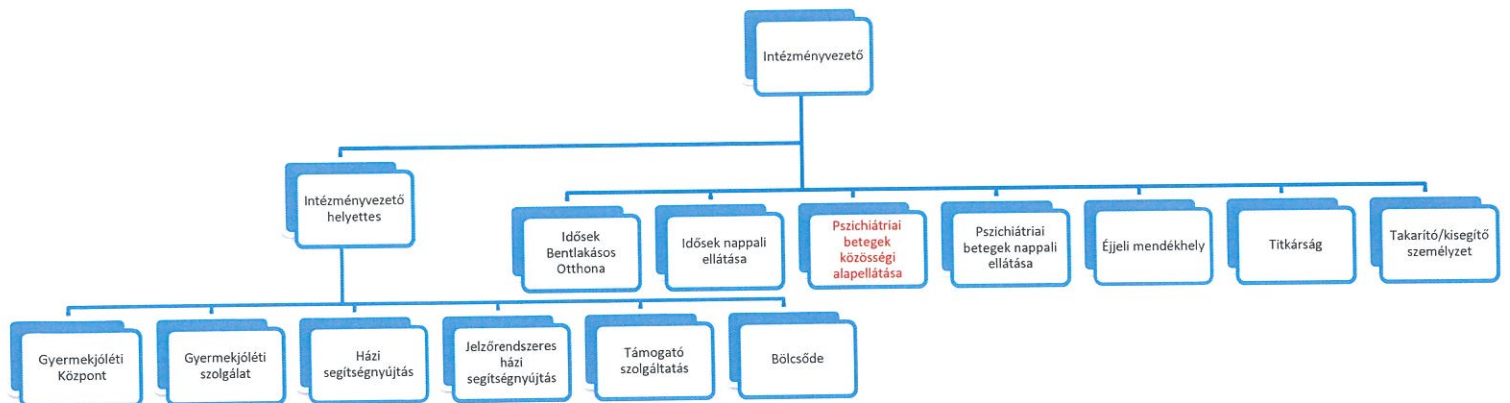 Intézményvezető
Intézményvezető
helyettes
Idősek
Bentlakásos
Otthona
Idősek nappali
ellátása
Pszichiátriai
betegek
közösségi
alapellátása
Pszichiátriai
betegek nappali
ellátása
Éjjeli mendékhely
Titkárság
Takarító/kisegítő
személyzet
Gyermekjóléti
Központ
Gyermekjóléti
szolgálat
Házi
segítségnyújtás
Jelzőrendszeres
házi
segítségnyújtás
Támogató
szolgáltatás
Bölcsőde